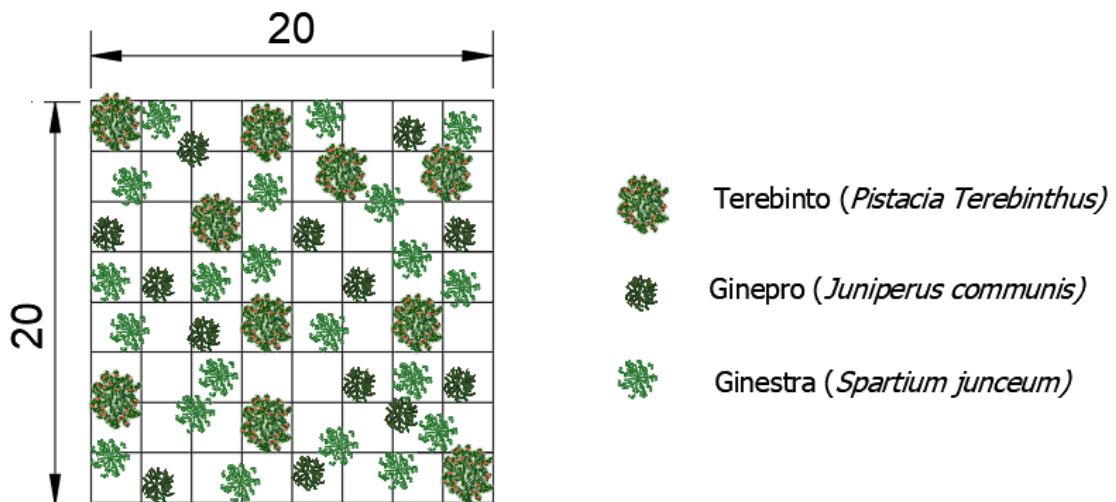 20
20
Terebinto (Pistacia Terebinthus)
Ginepro (Juniperus communis)
Ginestra (Spartium junceum)